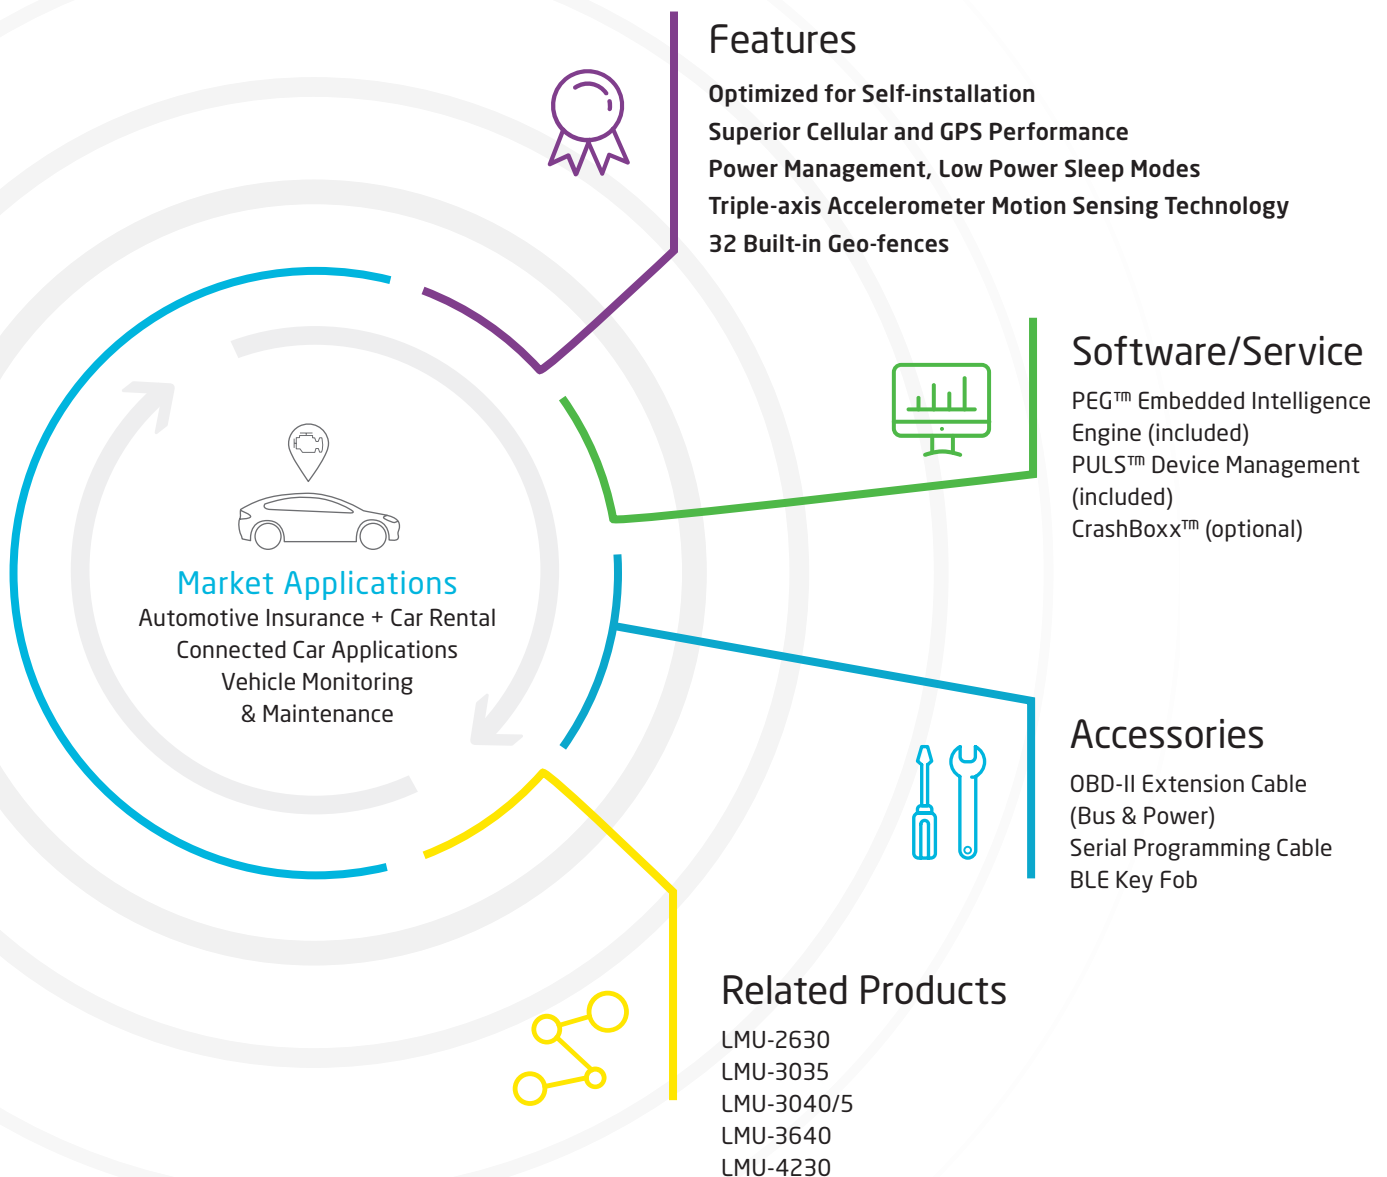 Features
Optimized for Self-installation
Superior Cellular and GPS Performance
Power Management, Low Power Sleep Modes
Triple-axis Accelerometer Motion Sensing Technology
32 Built-in Geo-fences
Software/Service
PEG™ Embedded Intelligence
Engine (included)
PULS™ Device Management
(included)
CrashBoxx™ (optional)
Market Applications
Automotive Insurance + Car Rental
Connected Car Applications
Vehicle Monitoring
& Maintenance
Accessories
OBD-II Extension Cable
(Bus & Power)
Serial Programming Cable
BLE Key Fob
Related Products
LMU-2630
LMU-3035
LMU-3040/5
LMU-3640
LMU-4230